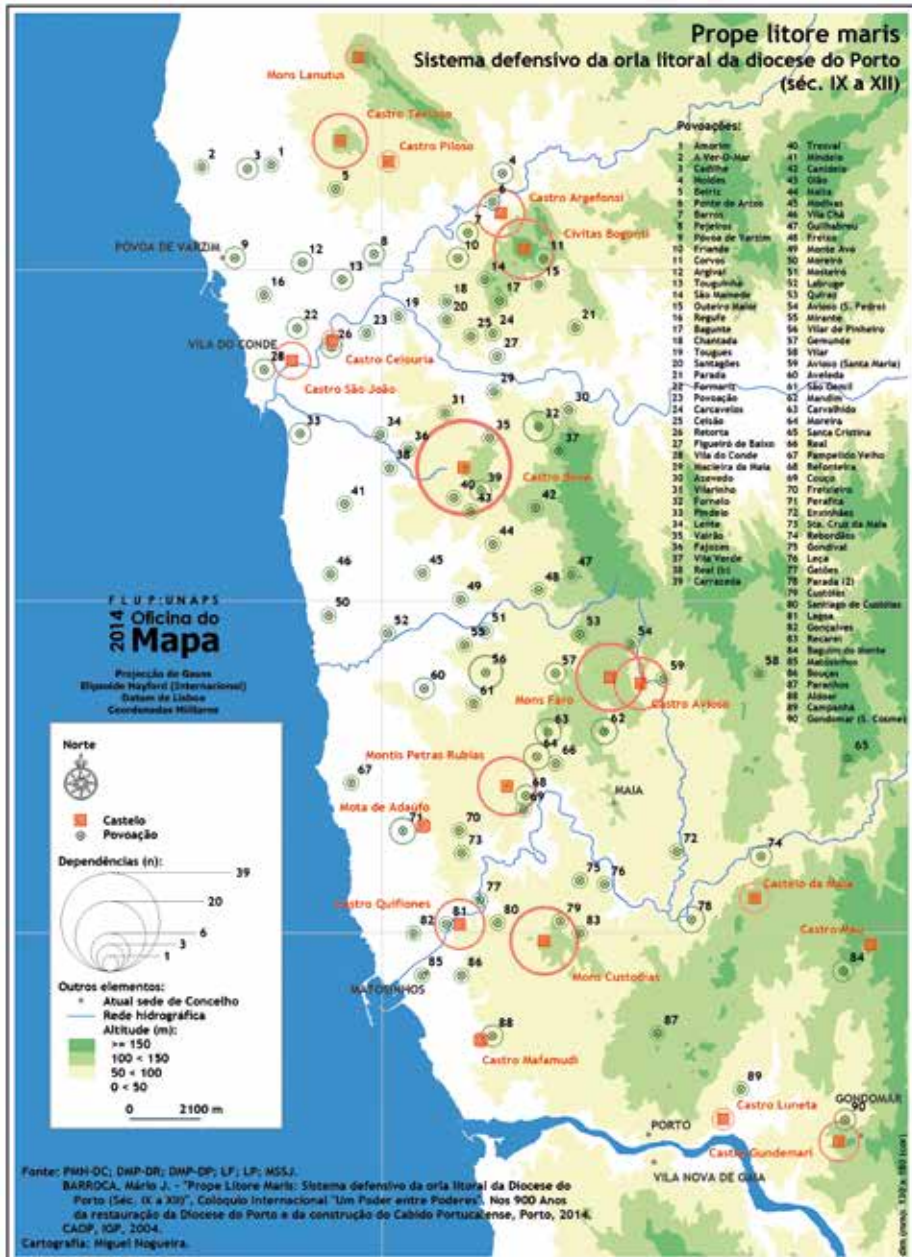 Prope litore maris
Sistema defensivo da orla litoral da diocese do Porto
(séc. IX a XII)
Povoações:
1 Amorim
2 A Ver-O-Mar
3 Cadilhe
4 Moldes
5 Beiriz
6 Ponte de Arcos
7 Barros
8 Pejeiros
9 Póvoa de Varzim
10 Friande
11 Corvos
12 Argivai
13 Touguinha
14 São Mamede
15 Outeiro Maior
16 Regufe
17 Bagunte
18 Chantada
19 Tougues
20 Santagões
21 Parada
22 Formariz
23 Povoação
24 Carcavelos
25 Ceisão
26 Retorta
27 Figueiró de Baixo
28 Vila do Conde
29 Macieira da Maia
30 Azevedo
31 Vilarinho
32 Fornelo
33 Pindelo
34 Lente
35 Vairão
36 Fajozes
37 Vila Verde
38 Real (b)
39 Carrazeda
40 Tresval
41 Mindelo
42 Canidelo
43 Gião
44 Malta
45 Modivas
46 Vila Chã
47 Guilhabreu
48 Freixo
49 Monte Avo
50 Moreiró
51 Mosteiró
52 Labruge
53 Quiraz
54 Avioso (S. Pedro)
55 Mirante
56 Vilar de Pinheiro
57 Gemunde
58 Vilar
59 Avioso (Santa Maria)
60 Aveleda
61 São Gemil
62 Mandim
63 Carvalhido
64 Moreira
65 Santa Cristina
66 Real
67 Pampelido Velho
68 Refonteira
69 Couço
70 Freixieiro
71 Perafita
72 Enxinhães
73 Sta. Cruz da Maia
74 Rebordãos
75 Gondivai
76 Leça
77 Gatões
78 Parada (2)
79 Custóias
80 Santiago de Custóias
81 Lagoa
82 Gonçalves
83 Recarei
84 Baguim do Monte
85 Matosinhos
86 Bouças
87 Paranhos
88 Aldoar
89 Campanhã
90 Gondomar (S. Cosme)
Mons Lanutus
Castro Teroso
Castro Piloso
Castro Argefonsi
Civitas Bogonti
PÓVOA DE VARZIM
VILA DO CONDE
Castro Celouria
Castro São João
Castro Bove
FLUP:UNAPS
2014 Oficina do
Mapa
Projecção de Gauss
Elipsóide Hayford (Internacional)
Datum de Lisboa
Coordenadas Militares
Mons Faro
Castro Avioso
Montis Petras Rubias
MAIA
Mota de Adaúfo
Castelo da Maia
Castro Quifiones
Castro Mau
Mons Custodias
MATOSINHOS
Castro Mafamudi
Castro Luneta
GONDOMAR
PORTO
Castro Gundemari
VILA NOVA DE GAIA
Norte
Castelo
Povoação
Dependências (n):
39
20
6
3
1
Outros elementos:
Atual sede de Concelho
Rede hidrográfica
Altitude (m):
>= 150
100 < 150
50 < 100
0 < 50
0 2100 m
Fonte: PMH-DC; DMP-DR; DMP-DP; LF; LP; MSSJ.
BARROCA, Mário J. - "Prope Litore Maris: Sistema defensivo da orla litoral da Diocese do
Porto (Séc. IX a XII)", Colóquio Internacional "Um Poder entre Poderes". Nos 900 Anos
da restauração da Diocese do Porto e da construção do Cabido Portucalense, Porto, 2014.
CAOP, IGP, 2004.
Cartografia: Miguel Nogueira.